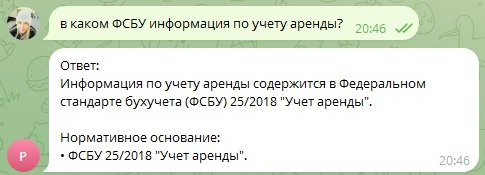 в каком ФСБУ информация по учету аренды?
20:46
Ответ:
Информация по учету аренды содержится в Федеральном
стандарте бухучета (ФСБУ) 25/2018 "Учет аренды".
Нормативное основание:
• ФСБУ 25/2018 "Учет аренды".
Р
20:46